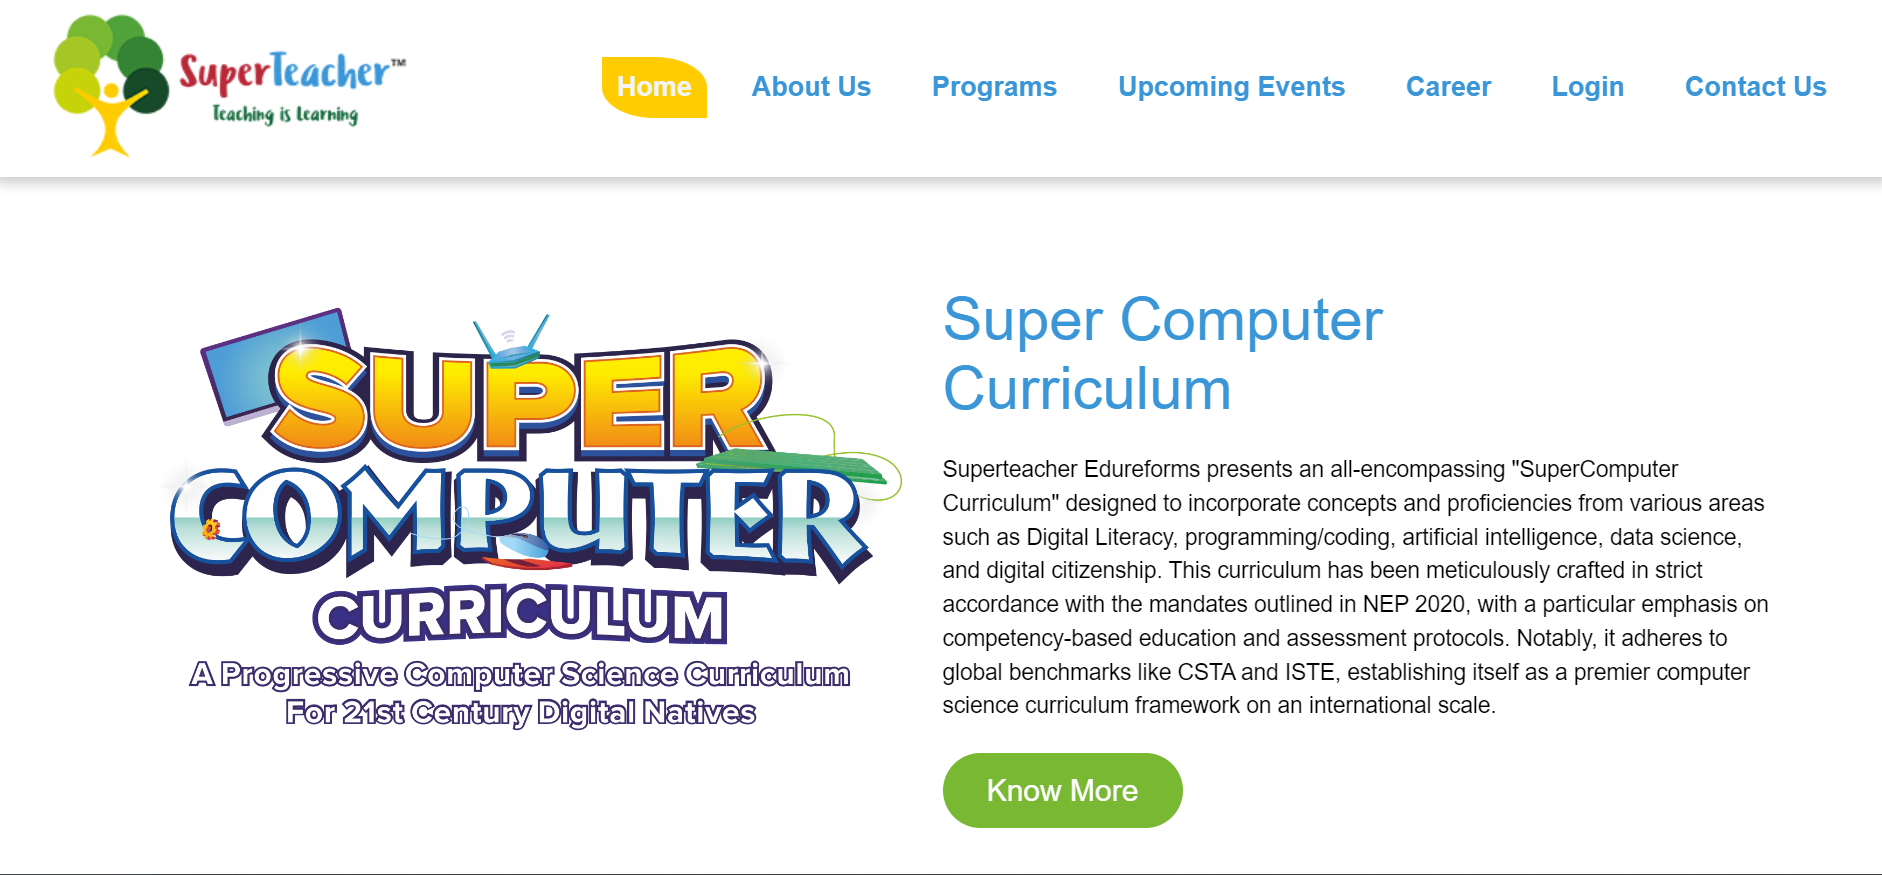 SuperTeacher™
Teaching is Learning
Home
About Us
Programs
Upcoming Events
Career
Login
Contact Us
SUPER
COMPUTER
CURRICULUM
A Progressive Computer Science Curriculum
For 21st Century Digital Natives
Super Computer
Curriculum
Superteacher Edureforms presents an all-encompassing "SuperComputer
Curriculum" designed to incorporate concepts and proficiencies from various areas
such as Digital Literacy, programming/coding, artificial intelligence, data science,
and digital citizenship. This curriculum has been meticulously crafted in strict
accordance with the mandates outlined in NEP 2020, with a particular emphasis on
competency-based education and assessment protocols. Notably, it adheres to
global benchmarks like CSTA and ISTE, establishing itself as a premier computer
science curriculum framework on an international scale.
Know More